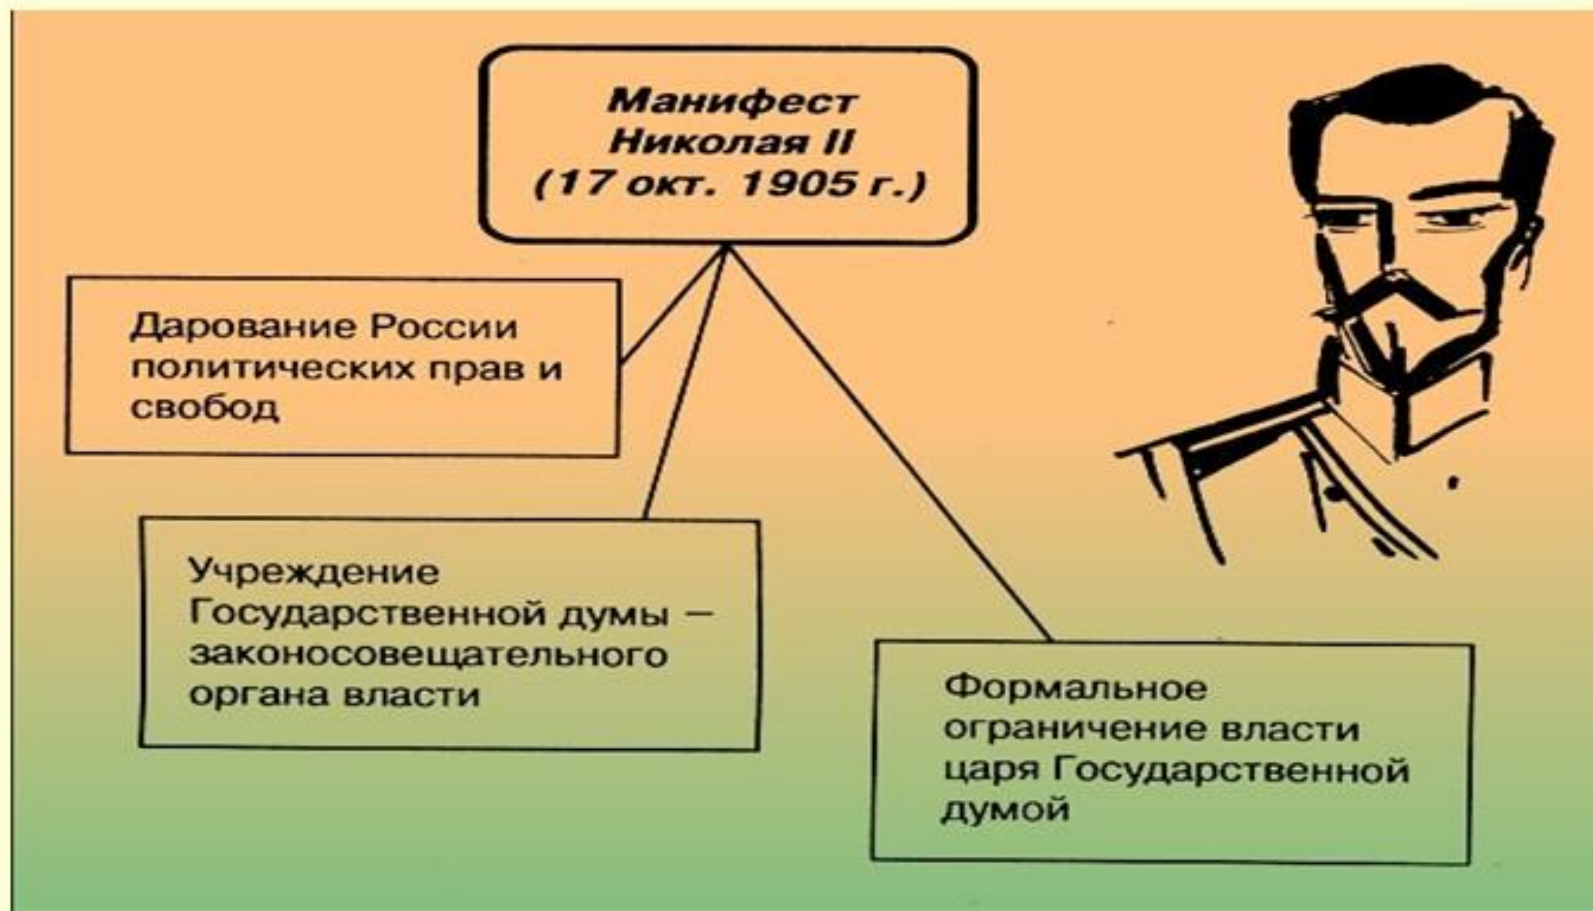 Манифест
Николая II
(17 окт. 1905 г.)
Дарование России
политических прав и
свобод
Учреждение
Государственной думы –
законосовещательного
органа власти
Формальное
ограничение власти
царя Государственной
думой